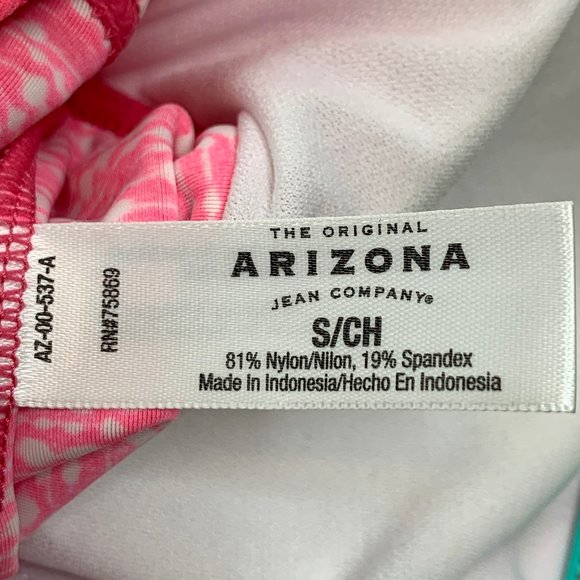 THE ORIGINAL
ARIZONA
JEAN COMPANY®
S/CH
81% Nylon/Nilon, 19% Spandex
Made In Indonesia/Hecho En Indonesia
RN#75869
AZ-00-537-A